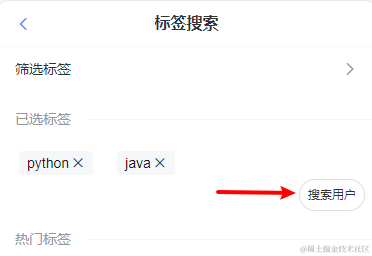 标签搜索
筛选标签
已选标签
python ×
java ×
搜索用户
热门标签
@稀土掘金技术社区